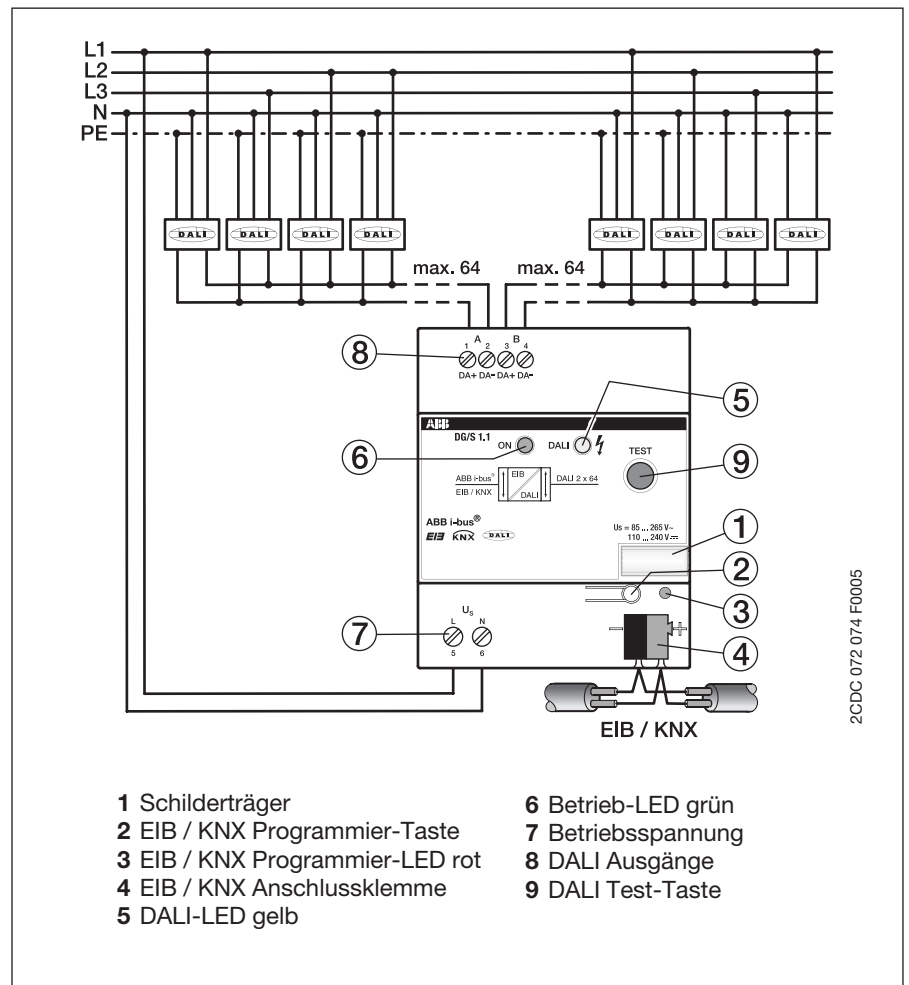 L1
L2
L3
N
PE
DALI DALI DALI DALI DALI DALI DALI DALI
max. 64 max. 64
A B
1 2 3 4
8
DA+ DA- DA+ DA-
5
ABB
DG/S 1.1
ON DALI
TEST
6
9
ABB i-bus®
EIB / KNX
EIB
DALI
DALI 2 x 64
ABB i-bus®
EIB KNX DALI
Us = 85 ... 265 V~
110 ... 240 V
1
2
3
Us
L N
7
5 6
4
EIB / KNX
2CDC 072 074 F0005
1 Schilderträger
2 EIB / KNX Programmier-Taste
3 EIB / KNX Programmier-LED rot
4 EIB / KNX Anschlussklemme
5 DALI-LED gelb
6 Betrieb-LED grün
7 Betriebsspannung
8 DALI Ausgänge
9 DALI Test-Taste